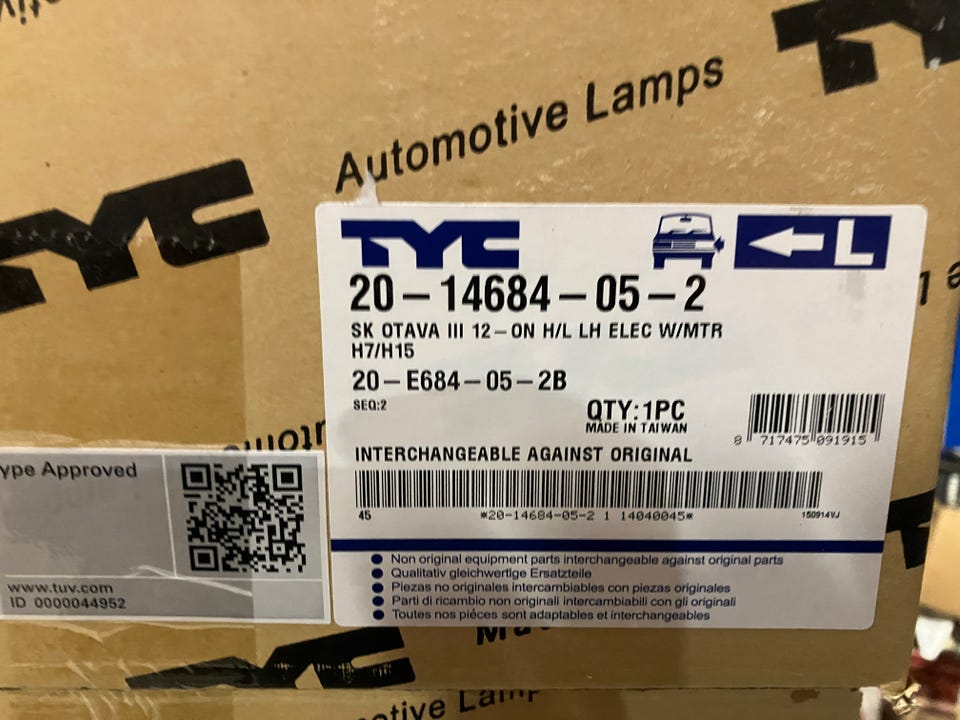 TYC
Automotive Lamps
TYC
TYC
L
20-14684-05-2
SK OTAVA III 12-ON H/L LH ELEC W/MTR
H7/H15
20-E684-05-2B
SEQ:2
QTY:1PC
MADE IN TAIWAN
8 717475 091915
INTERCHANGEABLE AGAINST ORIGINAL
45 *20-14684-05-2 1 14040045* 150914VJ
Non original equipment parts interchangeable against original parts
Qualitativ gleichwertige Ersatzteile
Piezas no originales intercambiables con piezas originales
Parti di ricambio non originali intercambiabili con gli originali
Toutes nos pièces sont adaptables et interchangeables
ype Approved
www.tuv.com
ID 0000044952
TYC
otive Lamp